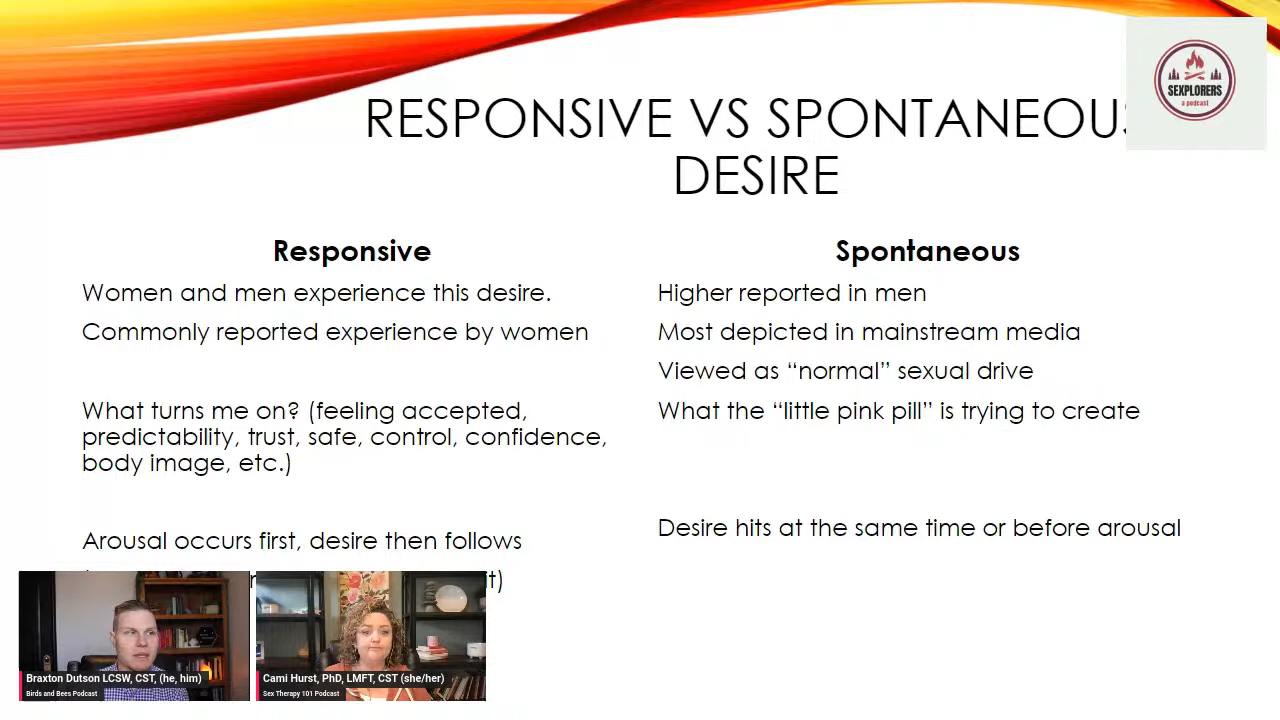 RESPONSIVE VS SPONTANEOUS
DESIRE
SEXPLORERS
a podcast
Responsive
Women and men experience this desire.
Commonly reported experience by women
What turns me on? (feeling accepted,
predictability, trust, safe, control, confidence,
body image, etc.)
Arousal occurs first, desire then follows
it)
Spontaneous
Higher reported in men
Most depicted in mainstream media
Viewed as “normal” sexual drive
What the “little pink pill” is trying to create
Desire hits at the same time or before arousal
Braxton Dutson LCSW, CST, (he, him)
Birds and Bees Podcast
Cami Hurst, PhD, LMFT, CST (she/her)
Sex Therapy 101 Podcast